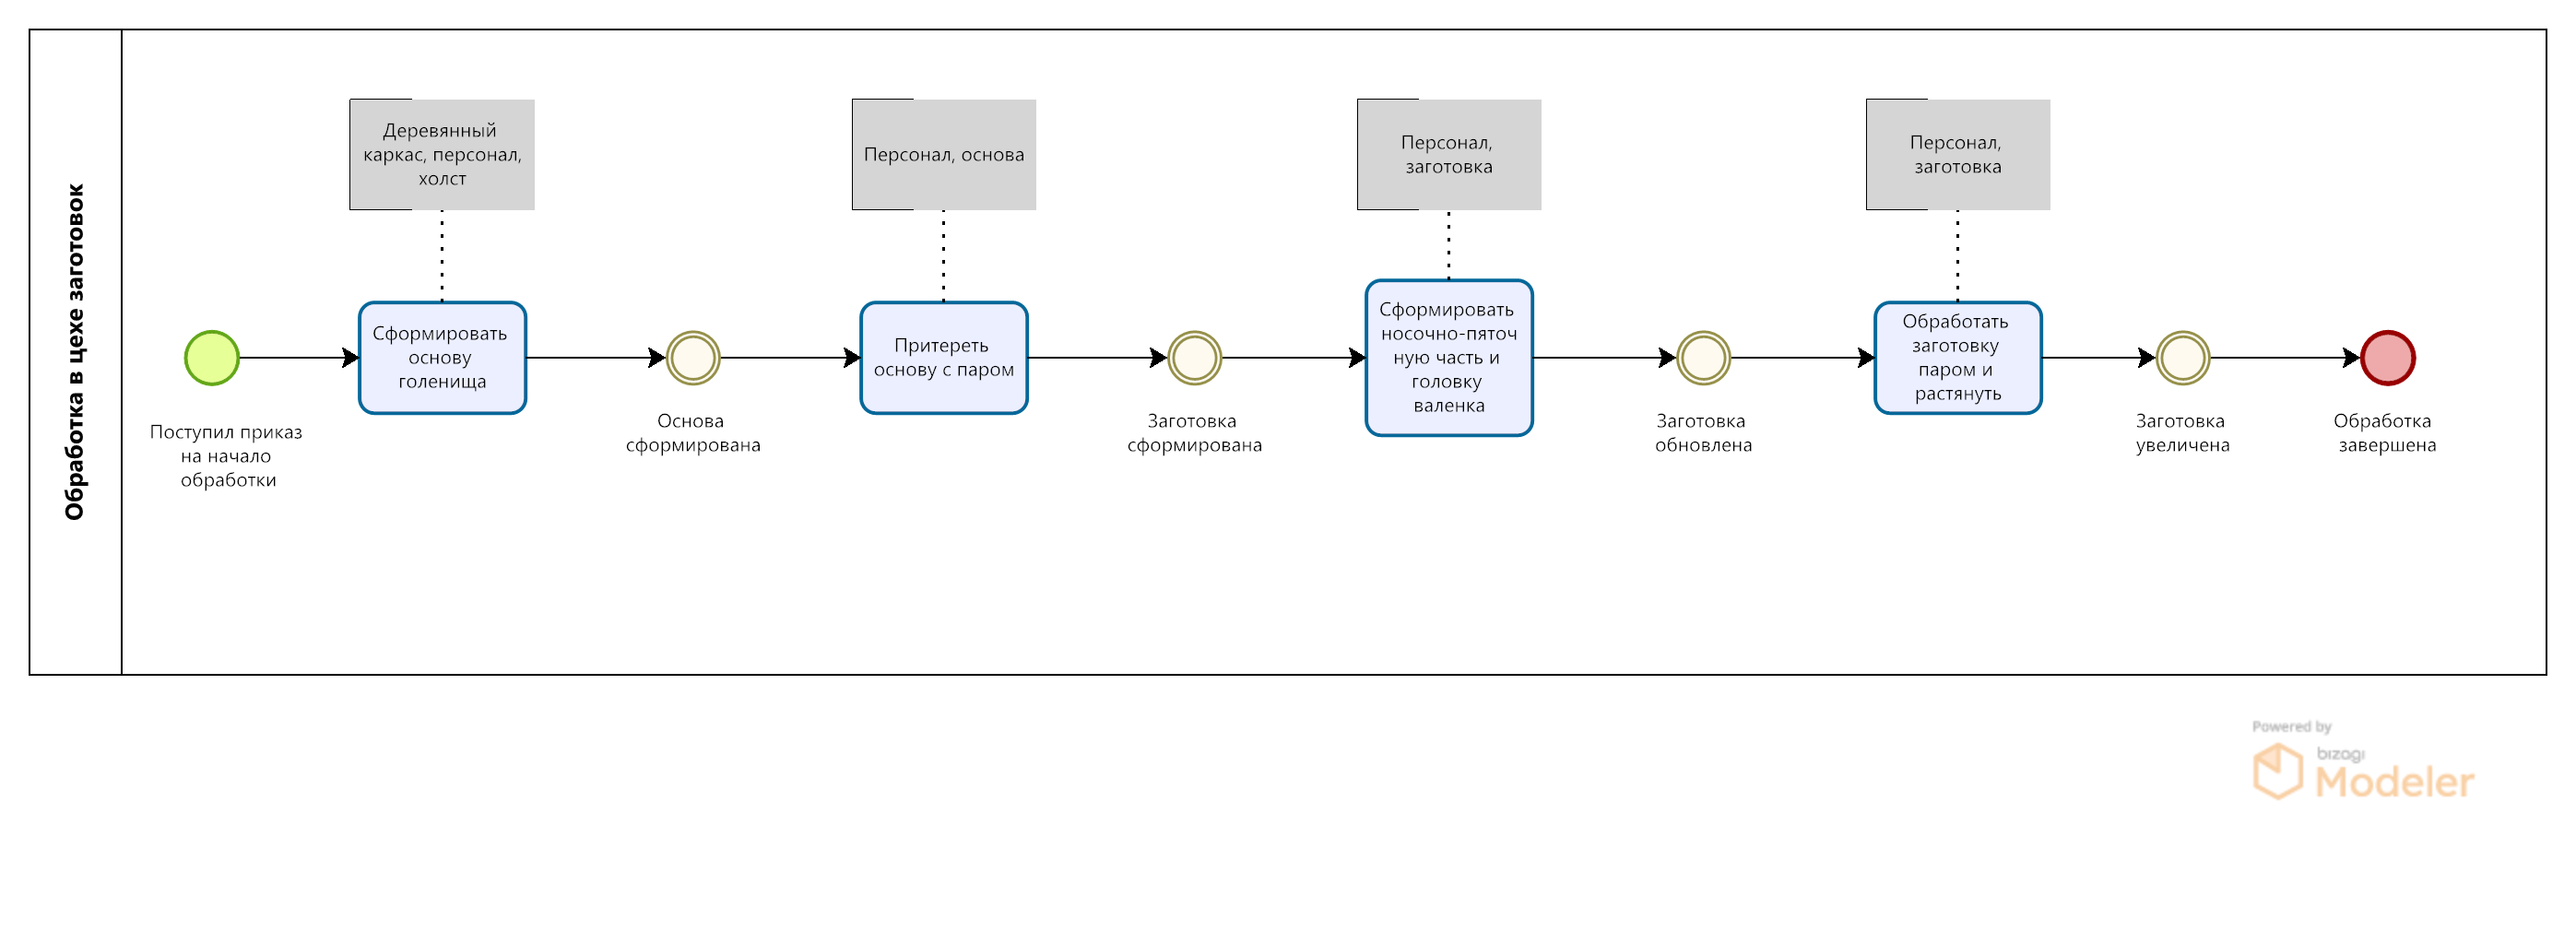 Обработка в цехе заготовок
Деревянный
каркас, персонал,
холст
Персонал, основа
Персонал,
заготовка
Персонал,
заготовка
Поступил приказ
на начало
обработки
Сформировать
основу
голенища
Основа
сформирована
Притереть
основу с паром
Заготовка
сформирована
Сформировать
носочно-пяточ
ную часть и
головку
валенка
Заготовка
обновлена
Обработать
заготовку
паром и
растянуть
Заготовка
увеличена
Обработка
завершена
Powered by
bizagi
Modeler